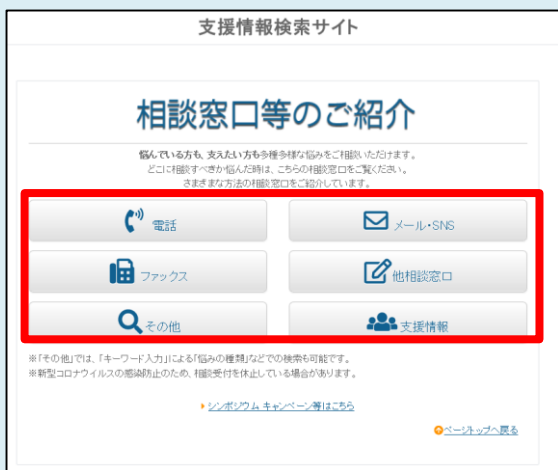 支援情報検索サイト
相談窓口等のご紹介
悩んでいる方も、支えたい方も多種多様な悩みをご相談いただけます。
どこに相談すべきか悩んだ時は、こちらの相談窓口をご覧ください。
さまざまな方法の相談窓口をご紹介しています。
電話
メール・SNS
ファックス
他相談窓口
その他
支援情報
※「その他」では、「キーワード入力」による「悩みの種類」などでの検索も可能です。
※新型コロナウイルスの感染防止のため、相談受付を休止している場合があります。
シンポジウム キャンペーン等はこちら
ページトップへ戻る